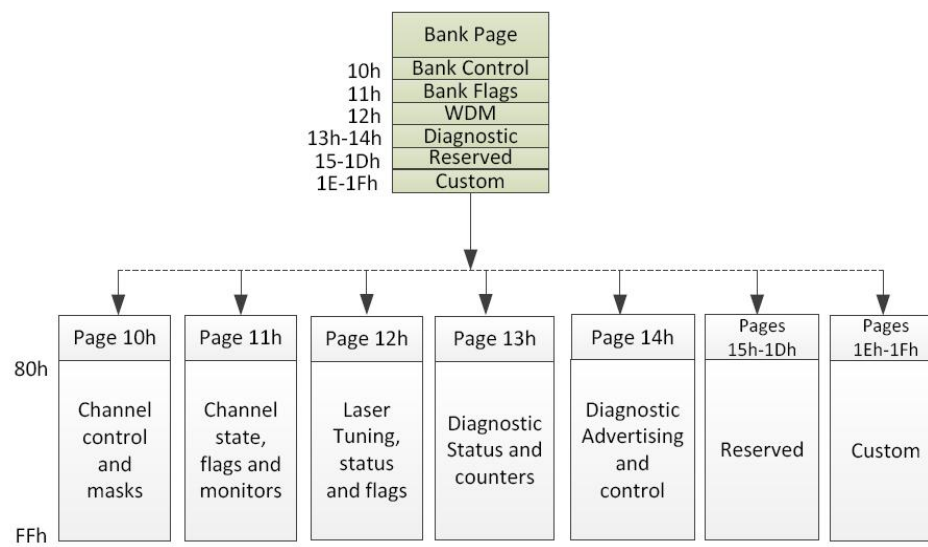 Bank Page
10h Bank Control
11h Bank Flags
12h WDM
13h-14h Diagnostic
15-1Dh Reserved
1E-1Fh Custom
Page 10h
Page 11h
Page 12h
Page 13h
Page 14h
Pages
15h-1Dh
Pages
1Eh-1Fh
80h
Channel
control
and
masks
Channel
state,
flags and
monitors
Laser
Tuning,
status
and flags
Diagnostic
Status and
counters
Diagnostic
Advertising
and
control
Reserved
Custom
FFh